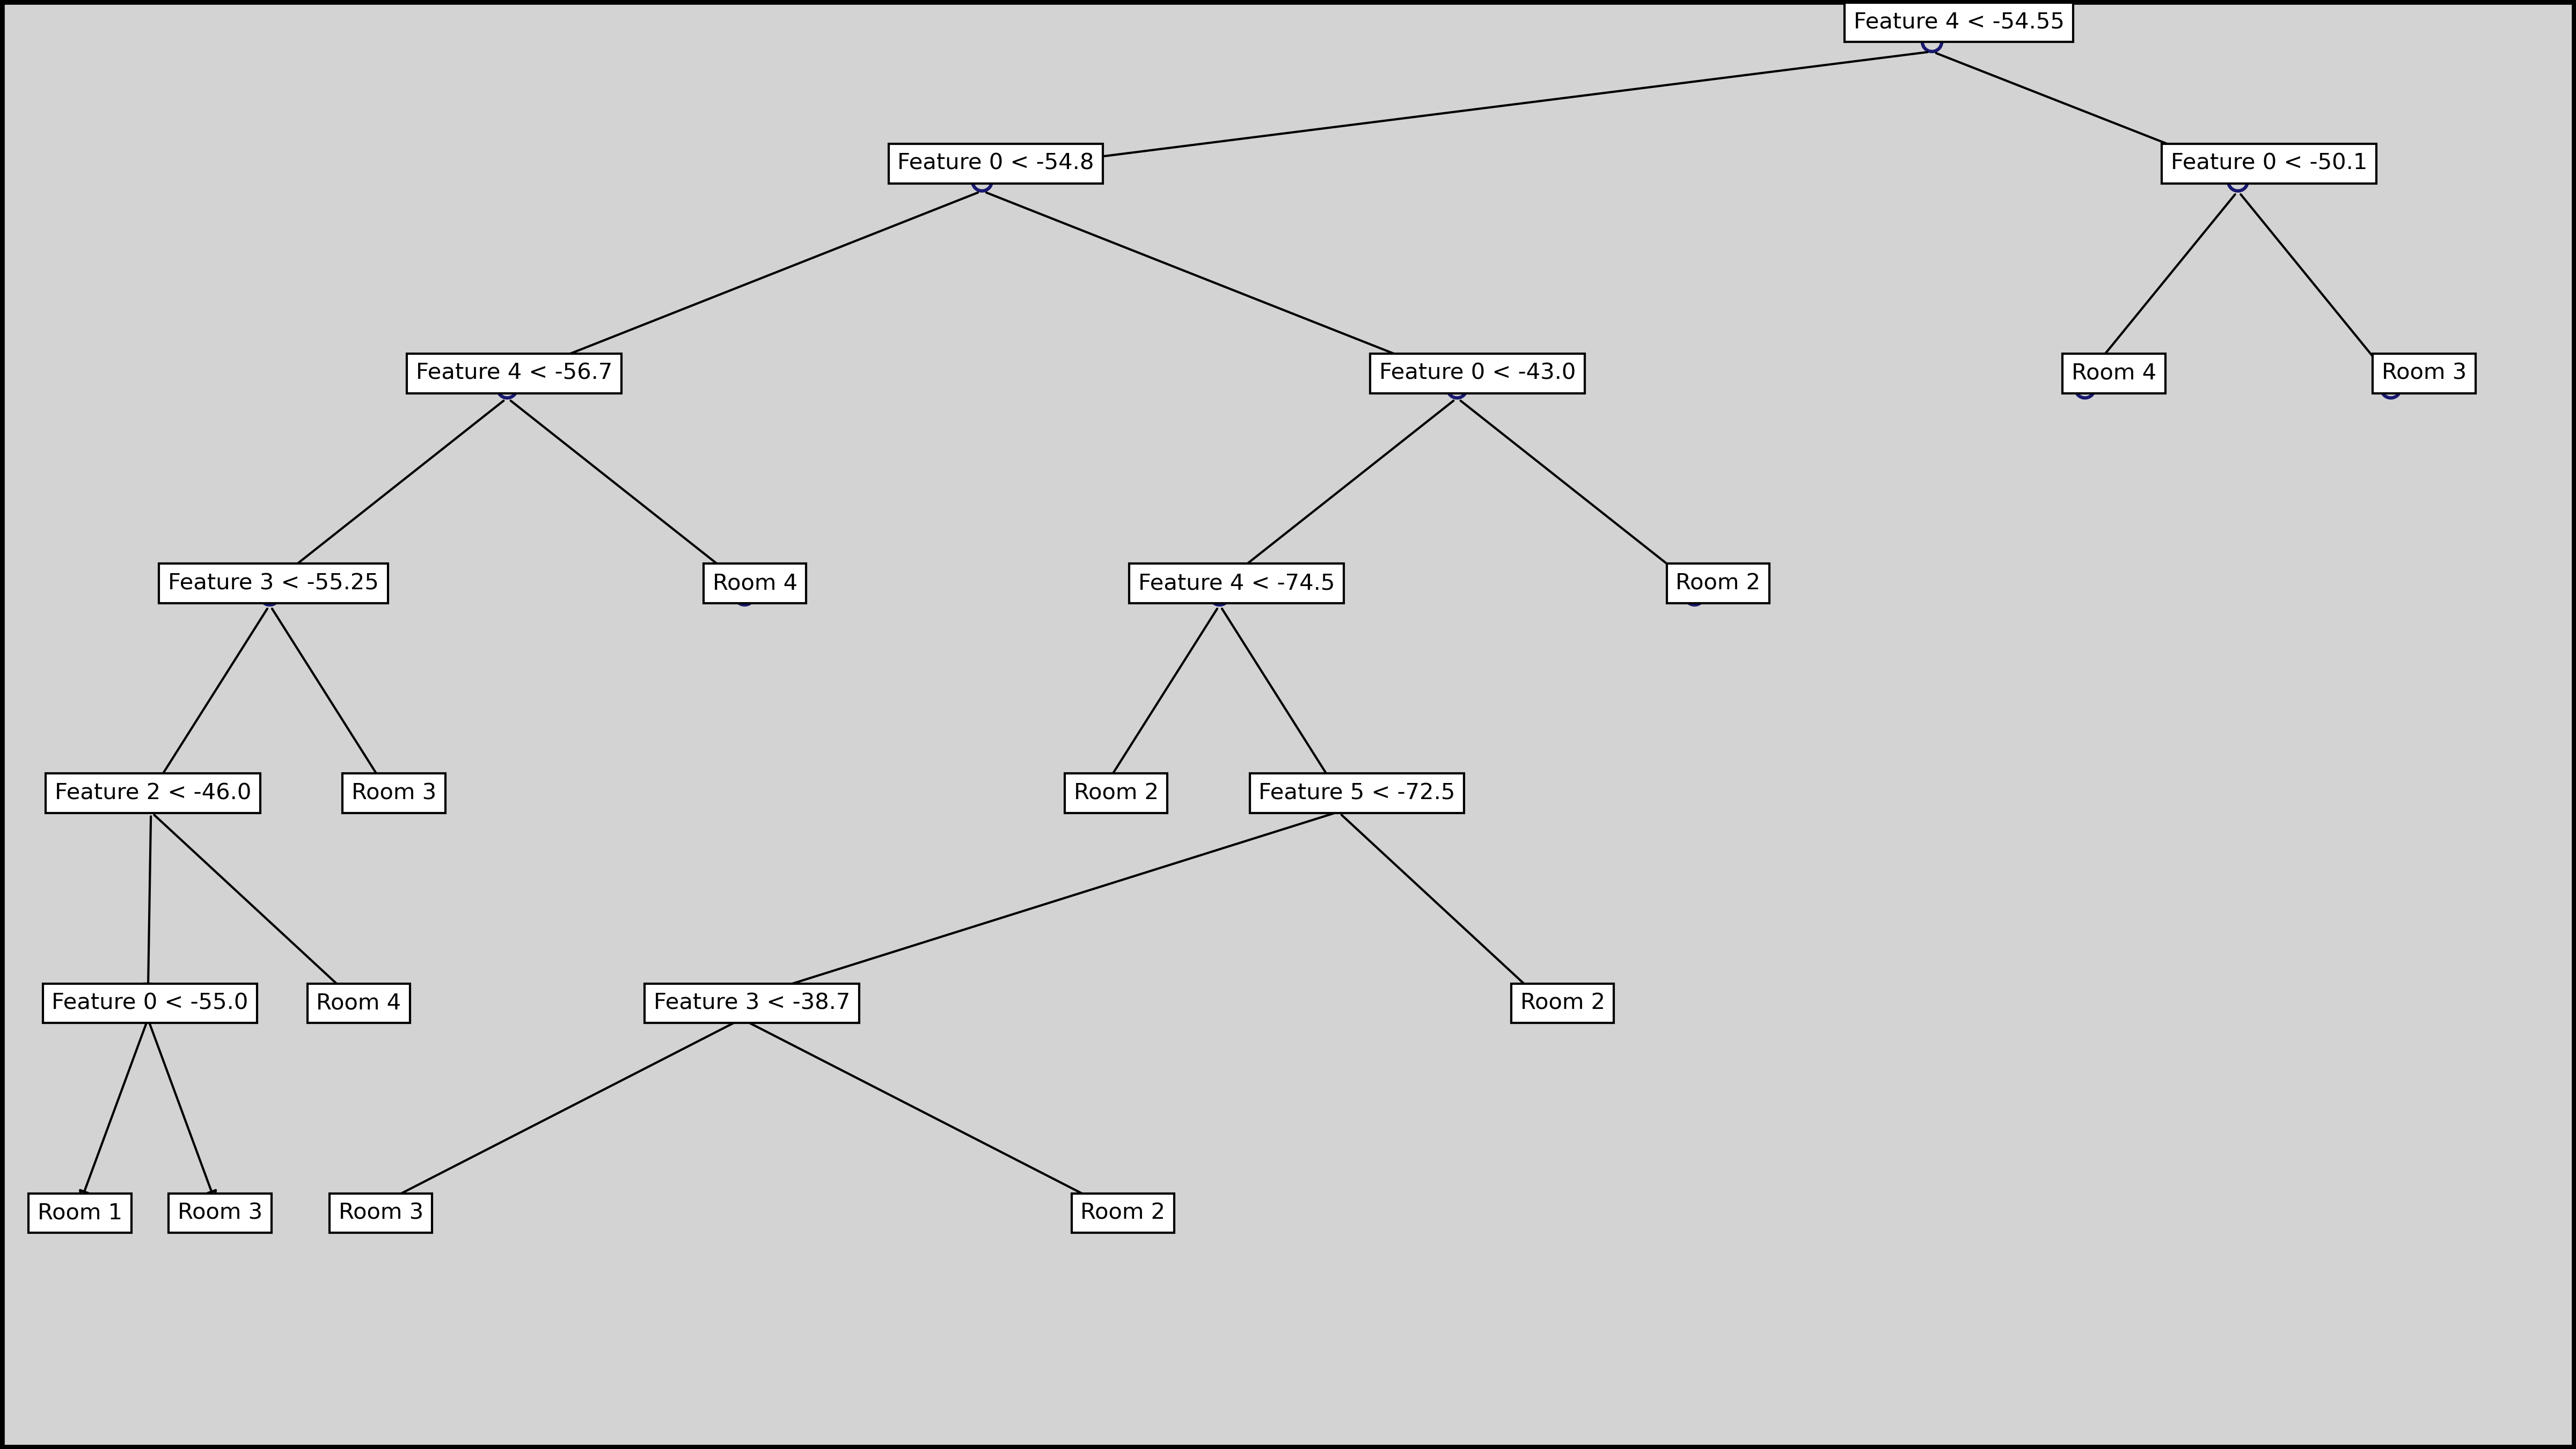 Feature 4 < -54.55
Feature 0 < -54.8
Feature 0 < -50.1
Feature 4 < -56.7
Feature 0 < -43.0
Room 4
Room 3
Feature 3 < -55.25
Room 4
Feature 4 < -74.5
Room 2
Feature 2 < -46.0
Room 3
Room 2
Feature 5 < -72.5
Feature 0 < -55.0
Room 4
Feature 3 < -38.7
Room 2
Room 1
Room 3
Room 3
Room 2